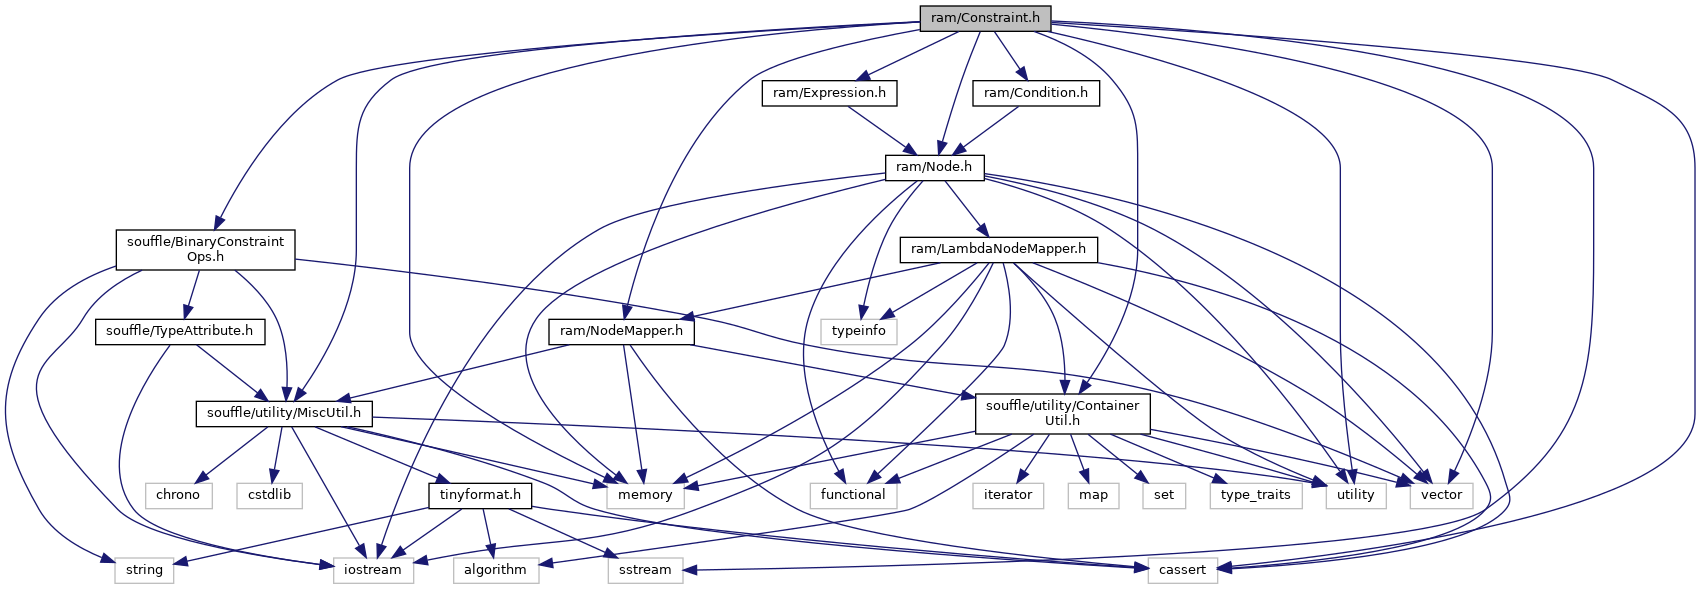 ram/Constraint.h
ram/Expression.h
ram/Condition.h
ram/Node.h
souffle/BinaryConstraint
Ops.h
ram/LambdaNodeMapper.h
souffle/TypeAttribute.h
ram/NodeMapper.h
typeinfo
souffle/utility/MiscUtil.h
souffle/utility/Container
Util.h
chrono
cstdlib
tinyformat.h
memory
functional
iterator
map
set
type_traits
utility
vector
string
iostream
algorithm
sstream
cassert